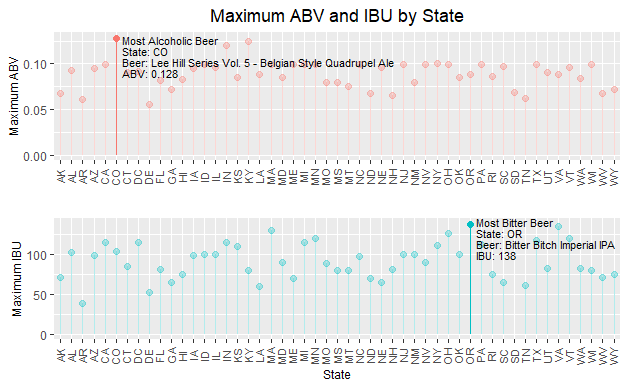 Maximum ABV and IBU by State
Maximum ABV
0.10
0.05
0.00
Most Alcoholic Beer
State: CO
Beer: Lee Hill Series Vol. 5 - Belgian Style Quadrupel Ale
ABV: 0.128
AK AL AR AZ CA CO CT DC DE FL GA HI IA ID IL IN KS KY LA MA MD ME MI MN MO MS MT NC ND NE NH NJ NM NV NY OH OK OR PA RI SC SD TN TX UT VA VT WA WI WV WY
Maximum IBU
100
50
0
Most Bitter Beer
State: OR
Beer: Bitter Bitch Imperial IPA
IBU: 138
AK AL AR AZ CA CO CT DC DE FL GA HI IA ID IL IN KS KY LA MA MD ME MI MN MO MS MT NC ND NE NH NJ NM NV NY OH OK OR PA RI SC SD TN TX UT VA VT WA WI WV WY
State